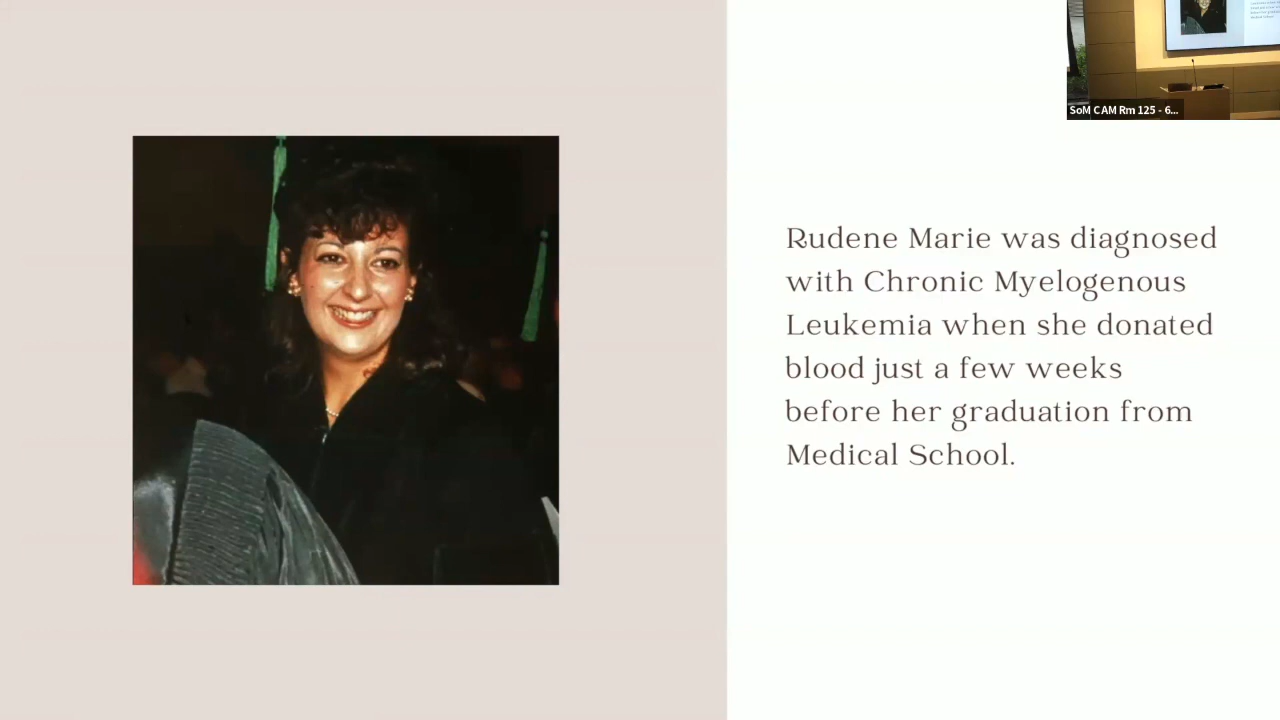 SoM CAM Rm 125 - 6...
Rudene Marie was diagnosed
with Chronic Myelogenous
Leukemia when she donated
blood just a few weeks
before her graduation from
Medical School.